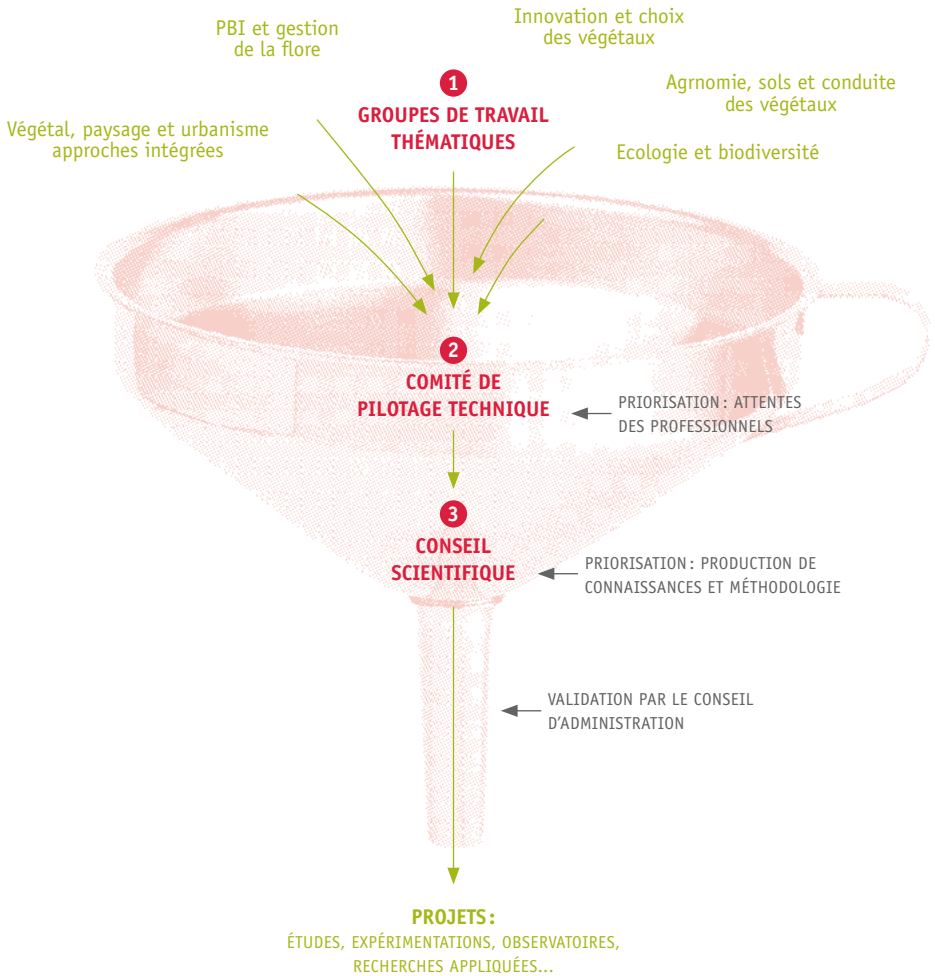 PBI et gestion
de la flore
Innovation et choix
des végétaux
1
GROUPES DE TRAVAIL
THÉMATIQUES
Agrnomie, sols et conduite
des végétaux
Végétal, paysage et urbanisme
approches intégrées
Ecologie et biodiversité
2
COMITÉ DE
PILOTAGE TECHNIQUE
PRIORISATION : ATTENTES
DES PROFESSIONNELS
3
CONSEIL
SCIENTIFIQUE
PRIORISATION : PRODUCTION DE
CONNAISSANCES ET MÉTHODOLOGIE
VALIDATION PAR LE CONSEIL
D'ADMINISTRATION
PROJETS :
ÉTUDES, EXPÉRIMENTATIONS, OBSERVATOIRES,
RECHERCHES APPLIQUÉES...